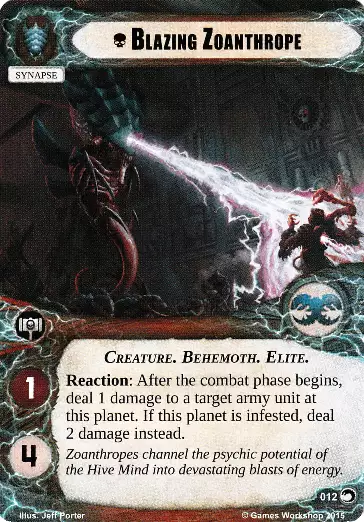 BLAZING ZOANTHROPE
SYNAPSE
CREATURE. BEHEMOTH. ELITE.
1
Reaction: After the combat phase begins,
deal 1 damage to a target army unit at
this planet. If this planet is infested, deal
2 damage instead.
4
Zoanthropes channel the psychic potential of
the Hive Mind into devastating blasts of energy.
012
Illus. Jeff Porter
© Games Workshop 2015